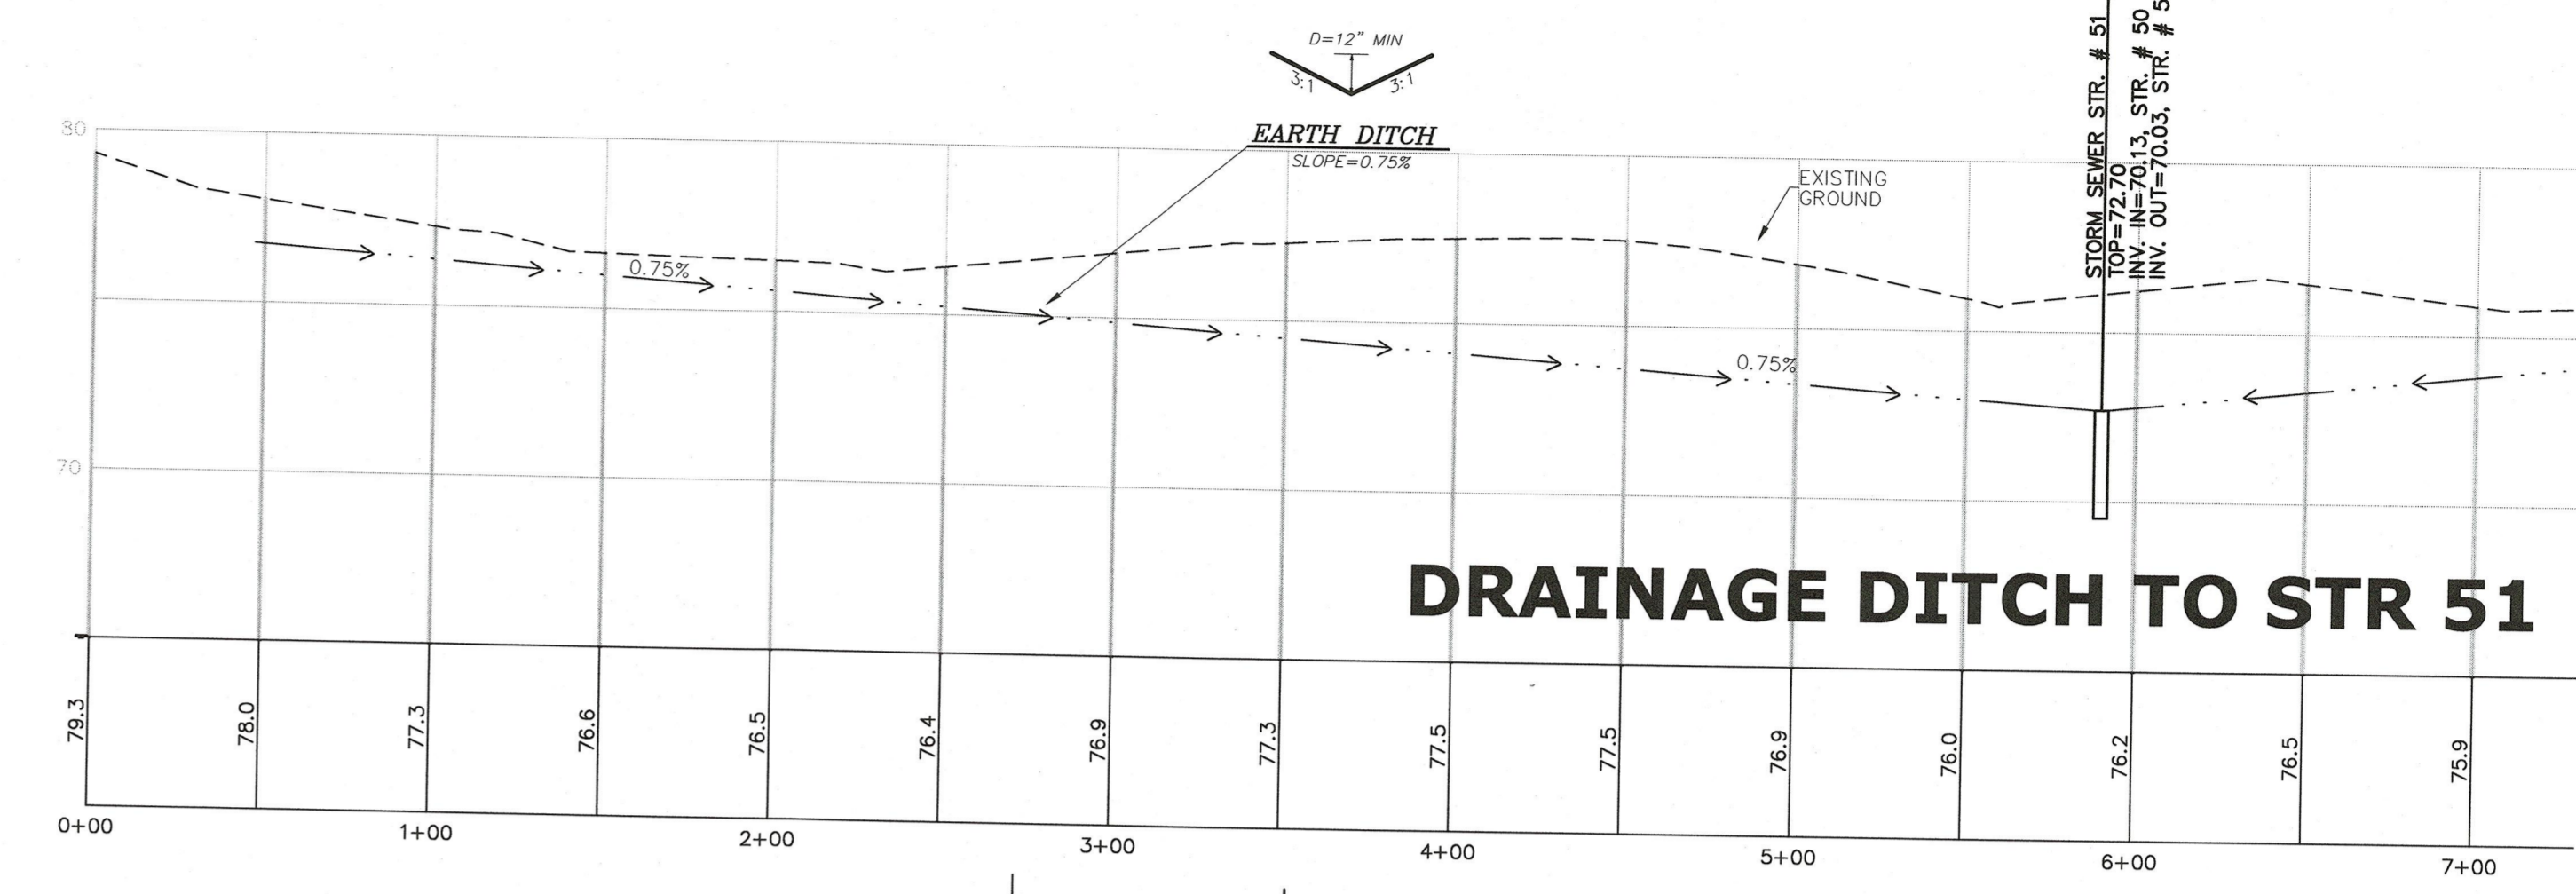 D=12" MIN
3:1
3:1
EARTH DITCH
SLOPE=0.75%
80
70
EXISTING
GROUND
0.75%
0.75%
STORM SEWER STR. # 51
TOP=72.70
INV. IN=70.13, STR. # 50
INV. OUT=70.03, STR. #
DRAINAGE DITCH TO STR 51
79.3
78.0
77.3
76.6
76.5
76.4
76.9
77.3
77.5
77.5
76.9
76.0
76.2
76.5
75.9
0+00
1+00
2+00
3+00
4+00
5+00
6+00
7+00